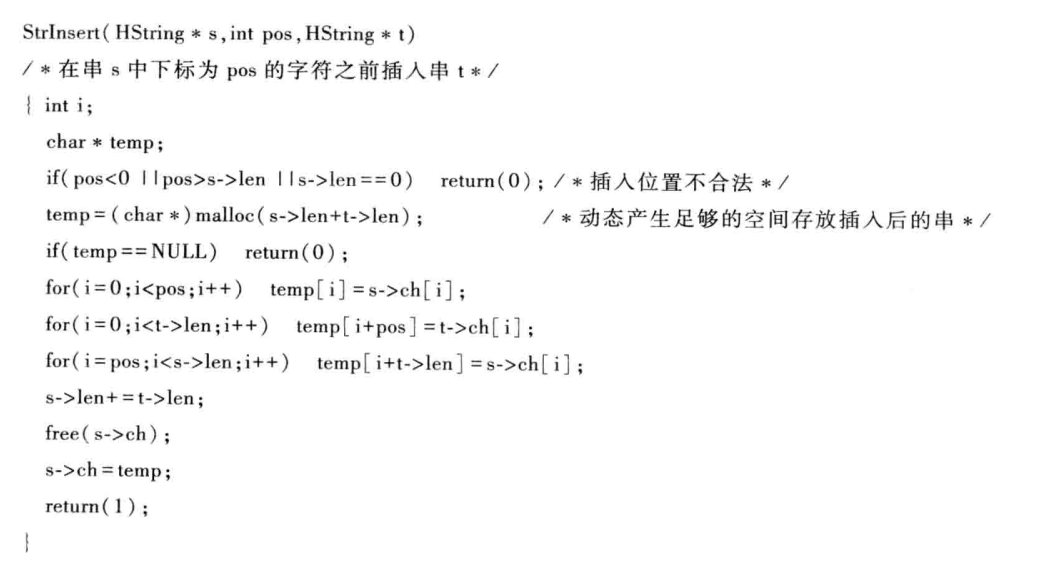 StrInsert(HString * s,int pos,HString * t)
/ * 在串 s 中下标为 pos 的字符之前插入串 t * /
{ int i;
char * temp;
if(pos<0 ||pos>s->len ||s->len==0) return(0); / * 插入位置不合法 * /
temp=(char *)malloc(s->len+t->len); / * 动态产生足够的空间存放插入后的串 * /
if(temp==NULL) return(0);
for(i=0;i<pos;i++) temp[i]=s->ch[i];
for(i=0;i<t->len;i++) temp[i+pos]=t->ch[i];
for(i=pos;i<s->len;i++) temp[i+t->len]=s->ch[i];
s->len+=t->len;
free(s->ch);
s->ch=temp;
return(1);
}